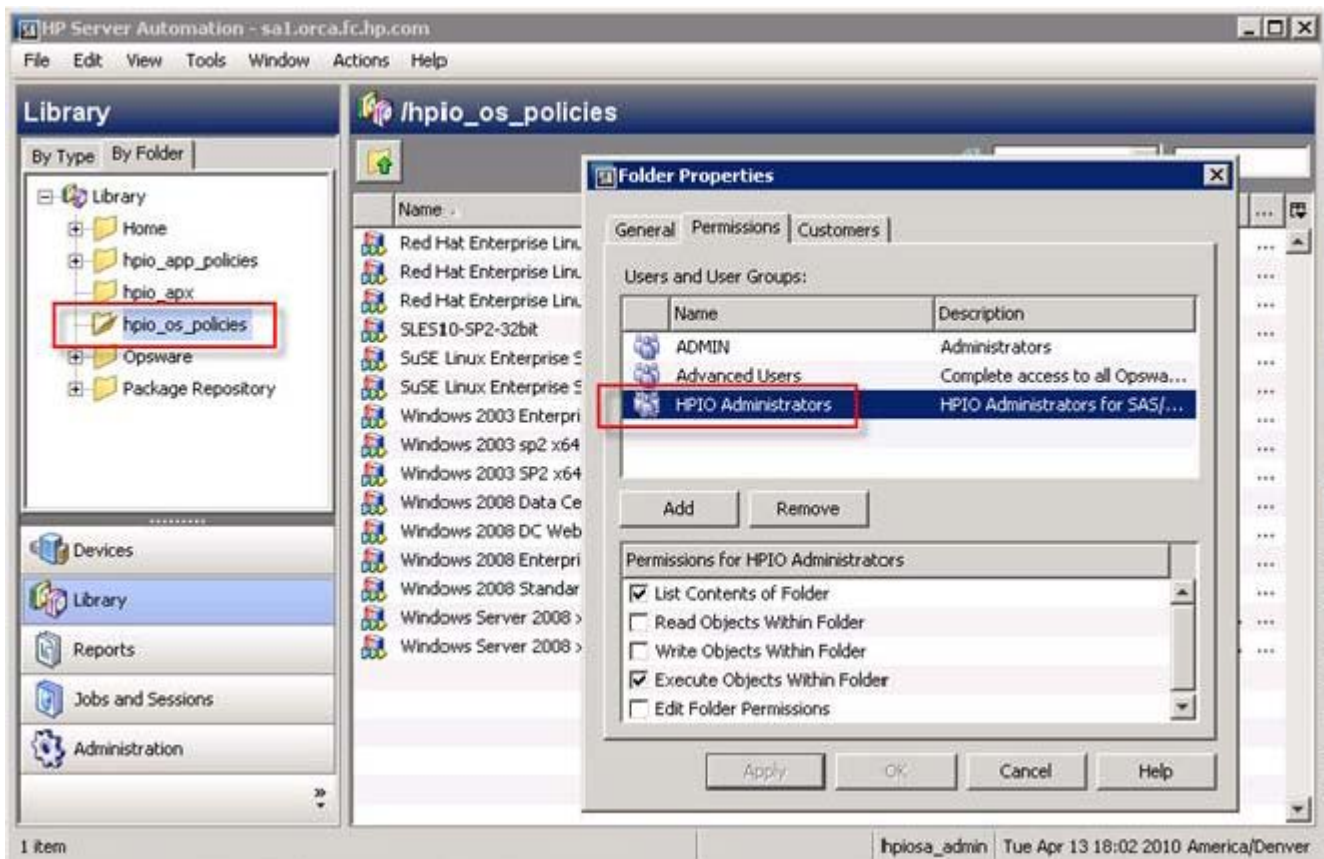 HP Server Automation - sa1.orca.fc.hp.com
File Edit View Tools Window Actions Help
Library
By Type By Folder
Library
Home
hpio_app_policies
hpio_apx
hpio_os_policies
Opsware
Package Repository
Devices
Library
Reports
Jobs and Sessions
Administration
/hpio_os_policies
Name
Red Hat Enterprise Linu
Red Hat Enterprise Linu
Red Hat Enterprise Linu
SLES10-SP2-32bit
SuSE Linux Enterprise S
SuSE Linux Enterprise S
Windows 2003 Enterpri
Windows 2003 sp2 x64
Windows 2003 SP2 x64
Windows 2008 Data Ce
Windows 2008 DC Web
Windows 2008 Enterpri
Windows 2008 Standar
Windows Server 2008 x
Windows Server 2008 x
Folder Properties
General Permissions Customers
Users and User Groups:
Name Description
ADMIN Administrators
Advanced Users Complete access to all Opswa...
HPIO Administrators HPIO Administrators for SAS/...
Add Remove
Permissions for HPIO Administrators
List Contents of Folder
Read Objects Within Folder
Write Objects Within Folder
Execute Objects Within Folder
Edit Folder Permissions
Apply OK Cancel Help
1 item hpiosa_admin Tue Apr 13 18:02 2010 America/Denver